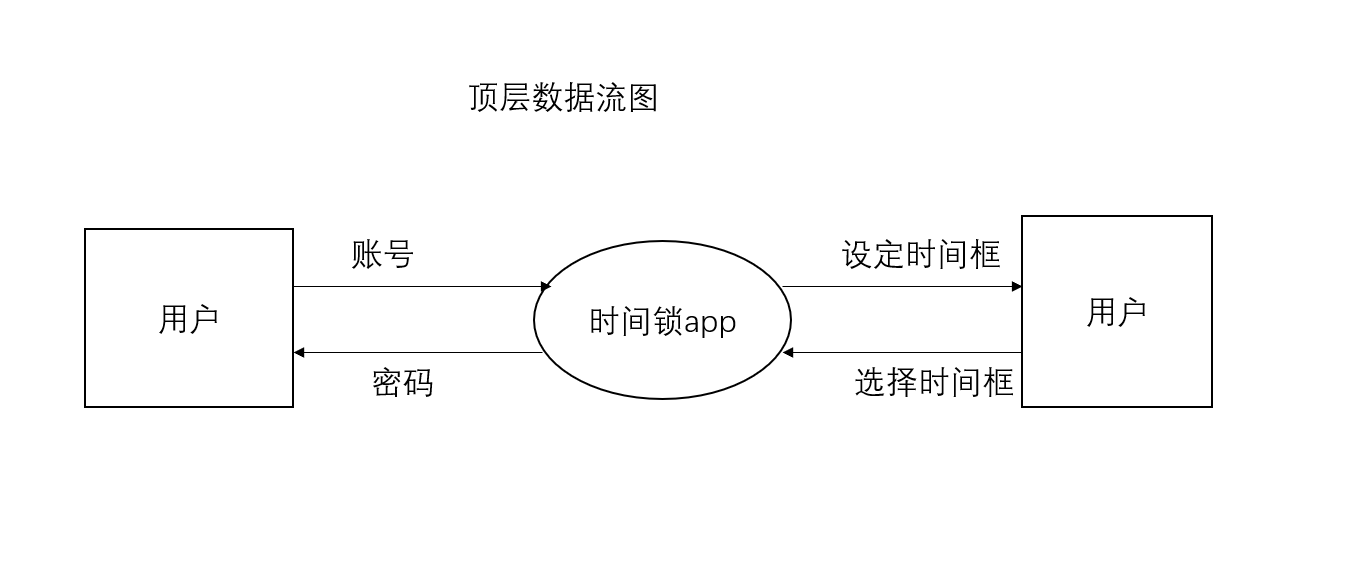 顶层数据流图
账号
设定时间框
用户
时间锁app
用户
密码
选择时间框